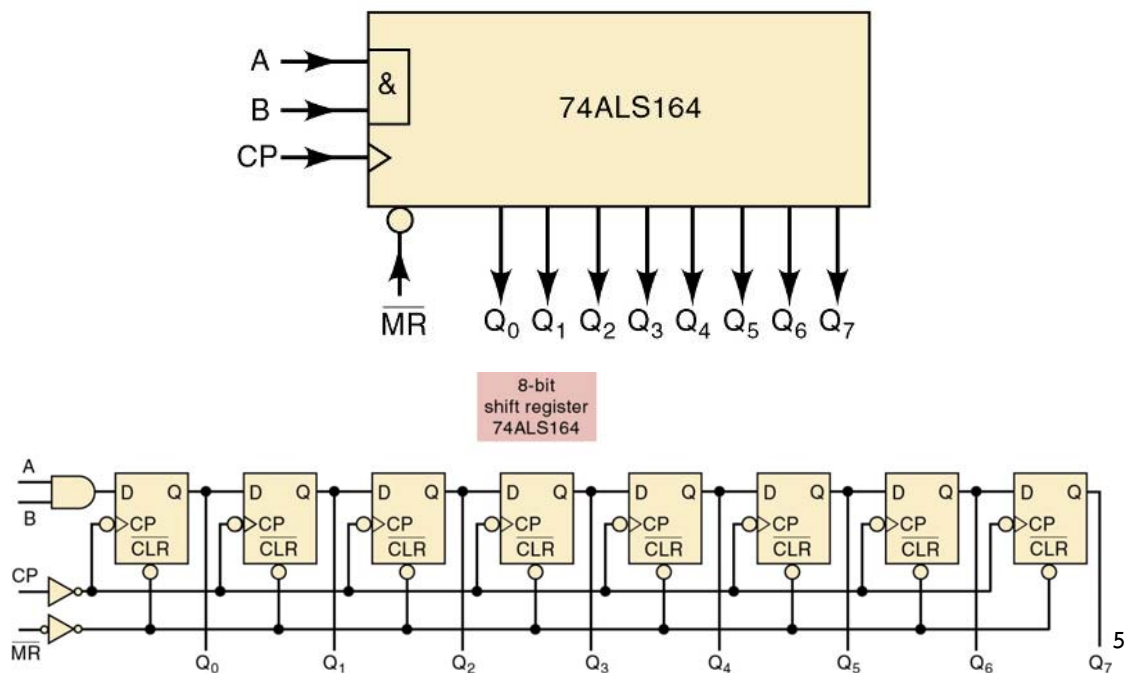 A
&
B
74ALS164
CP
MR
Q0 Q1 Q2 Q3 Q4 Q5 Q6 Q7
8-bit
shift register
74ALS164
A
B
D Q D Q D Q D Q D Q D Q D Q D Q
CP CP CP CP CP CP CP CP
CLR CLR CLR CLR CLR CLR CLR CLR
CP
MR
Q0 Q1 Q2 Q3 Q4 Q5 Q6 Q7
5